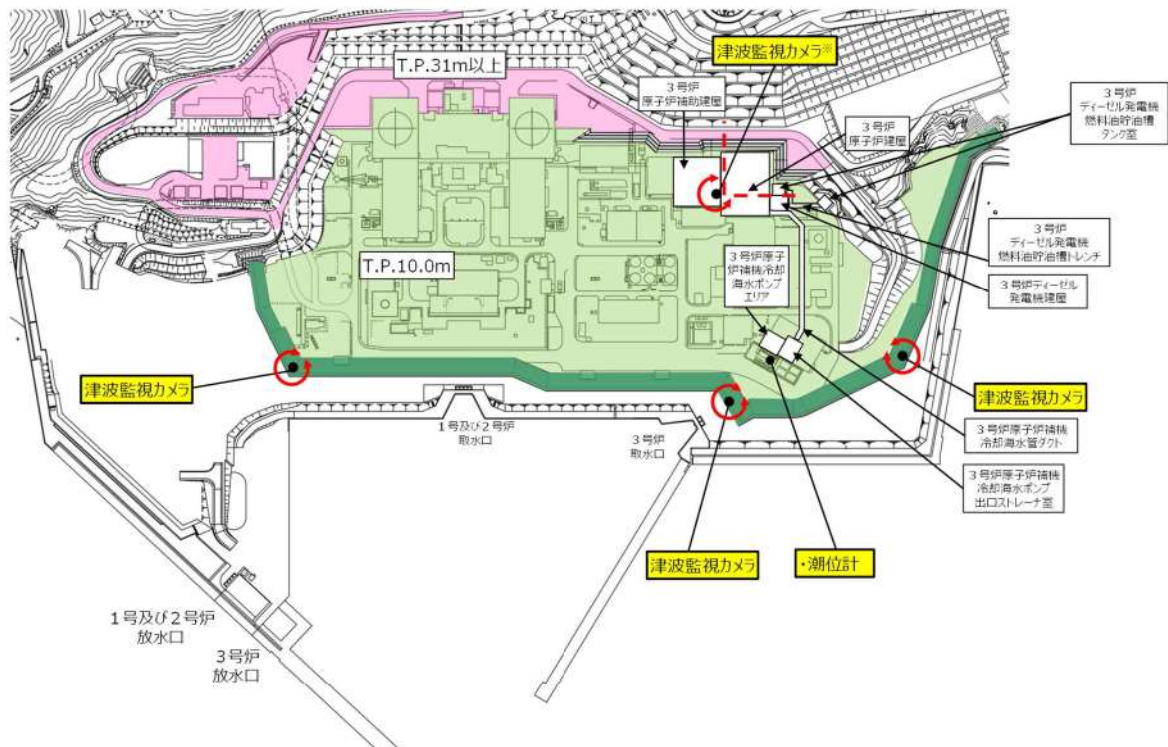 津波監視カメラ※
T.P.31m以上
3号炉
原子炉補助建屋
3号炉
ディーゼル発電機
燃料油貯油槽
タンク室
3号炉
原子炉建屋
3号炉
ディーゼル発電機
燃料油貯油槽トレンチ
T.P.10.0m
3号炉原子
炉補機冷却
海水ポンプ
エリア
3号炉ディーゼル
発電機建屋
津波監視カメラ
津波監視カメラ
1号及び2号炉
取水口
3号炉
取水口
3号炉原子炉補機
冷却海水管ダクト
3号炉原子炉補機
冷却海水ポンプ
出口ストレーナ室
津波監視カメラ
・潮位計
1号及び2号炉
放水口
3号炉
放水口